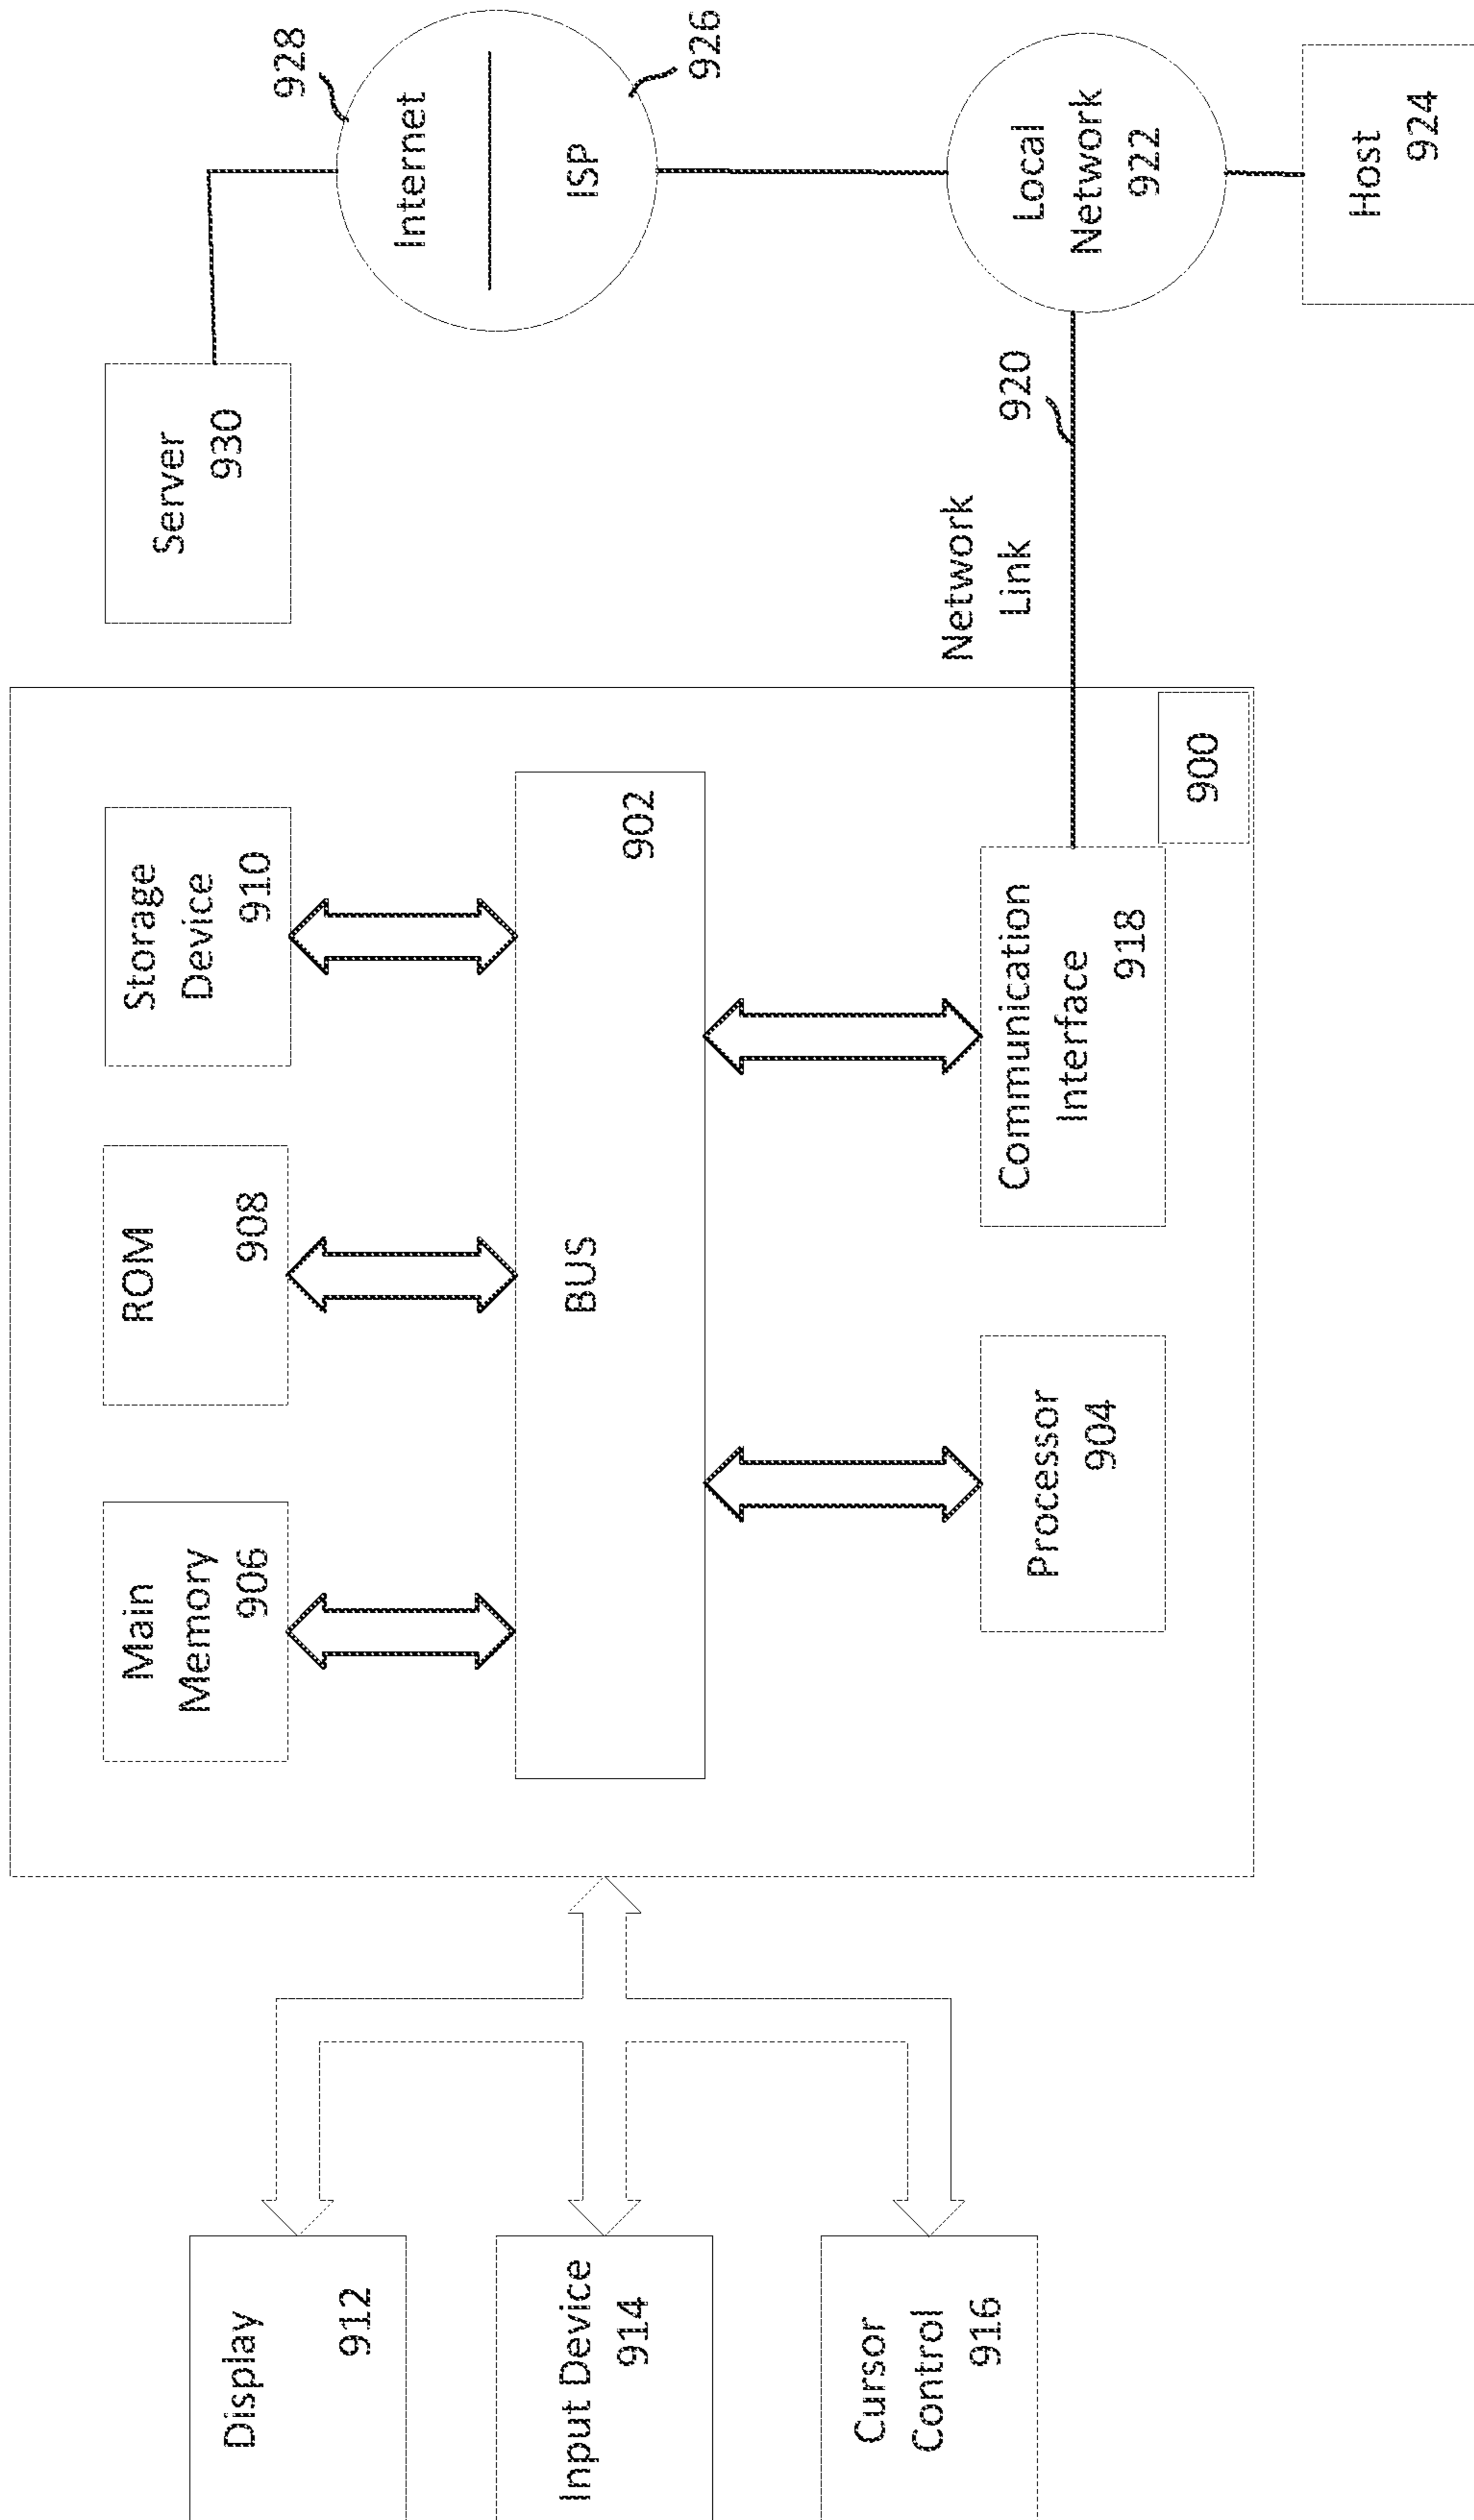 Display
912
Input Device
914
Cursor
Control
916
Main
Memory
906
ROM
908
Storage
Device
910
BUS
902
Processor
904
Communication
Interface
918
900
Server
930
Network
Link
920
928
Internet
ISP
926
Local
Network
922
Host
924